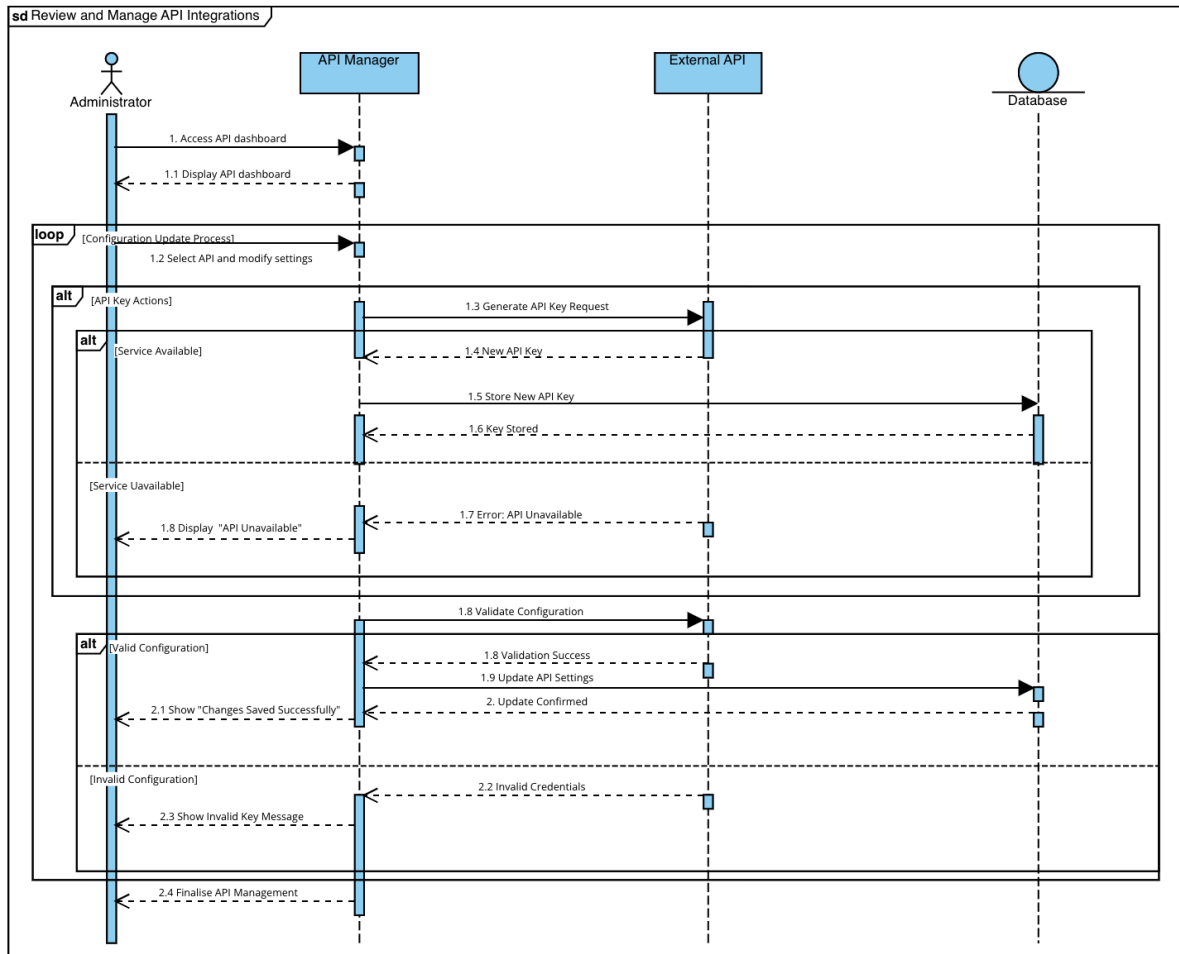 sd Review and Manage API Integrations
API Manager
External API
Administrator
Database
1. Access API dashboard
1.1 Display API dashboard
loop
[Configuration Update Process]
1.2 Select API and modify settings
alt
[API Key Actions]
1.3 Generate API Key Request
alt
[Service Available]
1.4 New API Key
1.5 Store New API Key
1.6 Key Stored
[Service Uavailable]
1.7 Error: API Unavailable
1.8 Display "API Unavailable"
1.8 Validate Configuration
alt
[Valid Configuration]
1.8 Validation Success
1.9 Update API Settings
2. Update Confirmed
2.1 Show "Changes Saved Successfully"
[Invalid Configuration]
2.2 Invalid Credentials
2.3 Show Invalid Key Message
2.4 Finalise API Management